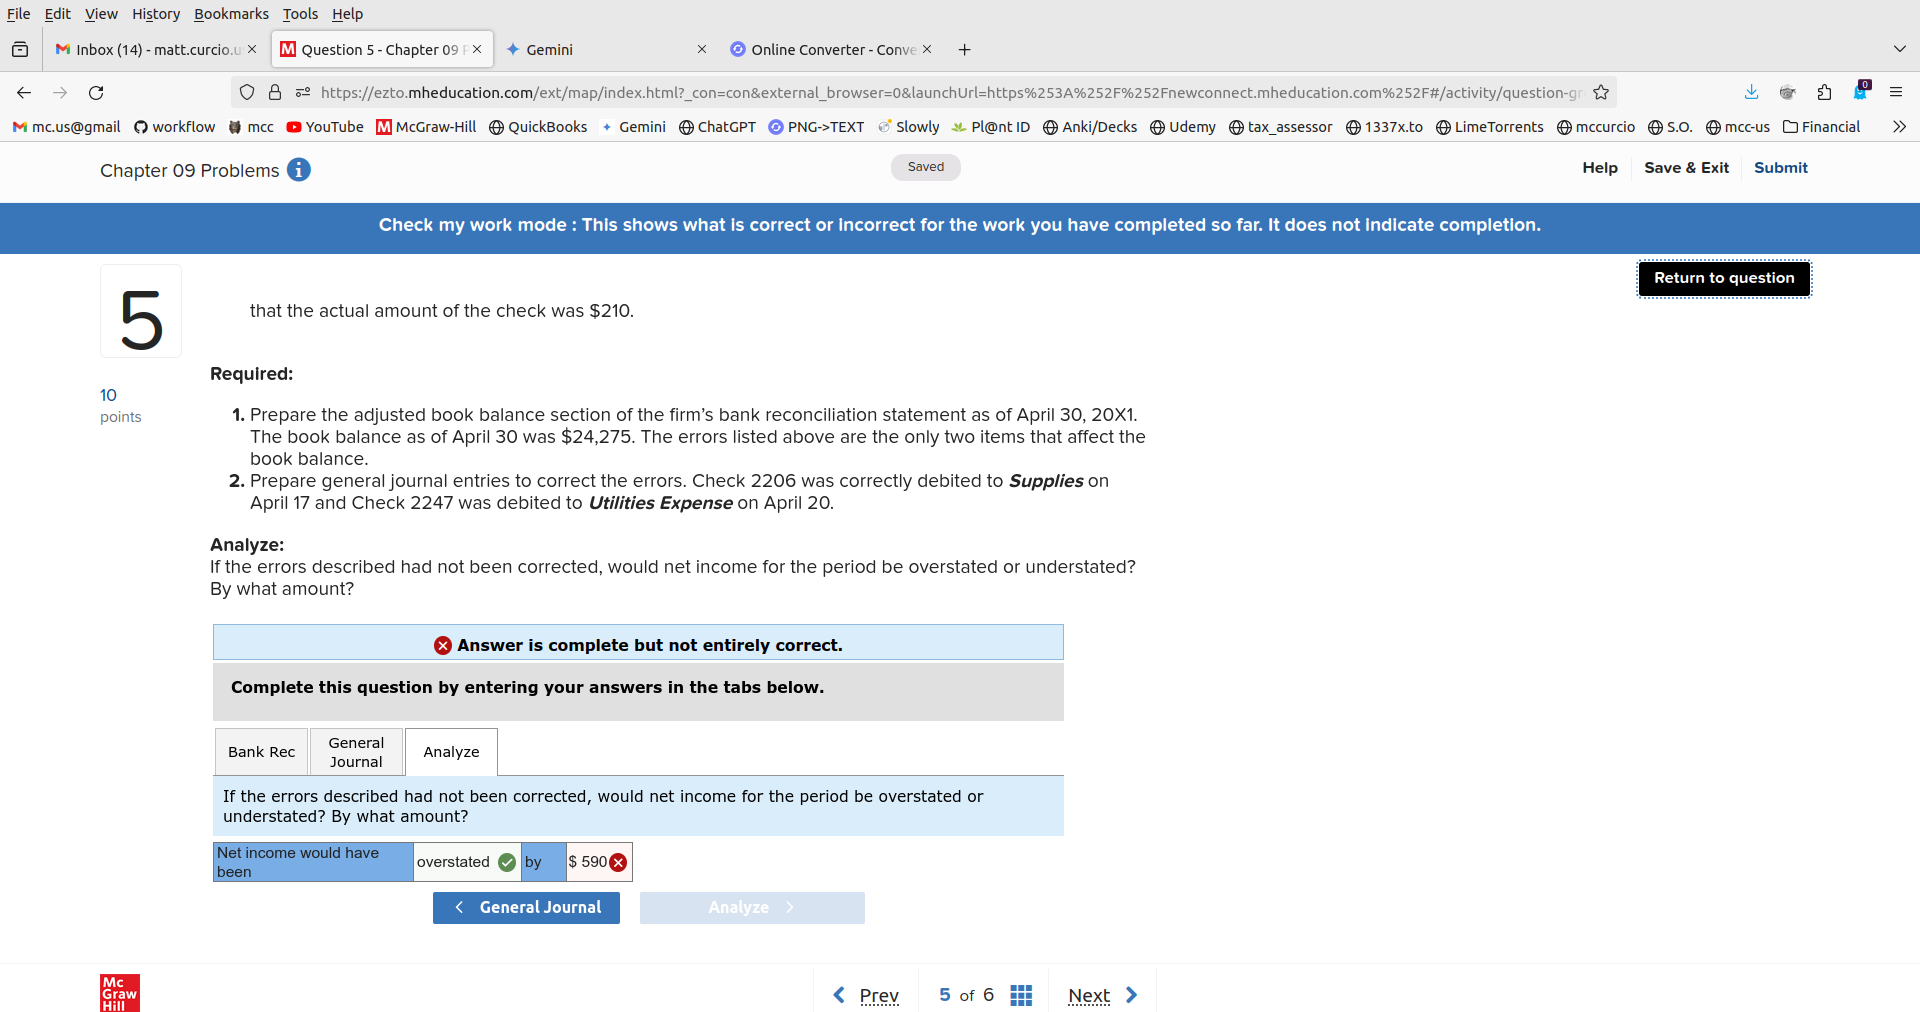 File Edit View History Bookmarks Tools Help
Inbox (14) - matt.curcio.u
Question 5 - Chapter 09 P
Gemini
Online Converter - Conve
https://ezto.mheducation.com/ext/map/index.html?_con=con&external_browser=0&launchUrl=https%253A%252F%252Fnewconnect.mheducation.com%252F#/activity/question-gr
0
mc.us@gmail workflow mcc YouTube McGraw-Hill QuickBooks Gemini ChatGPT PNG->TEXT Slowly Pl@nt ID Anki/Decks Udemy tax_assessor 1337x.to LimeTorrents mccurcio S.O. mcc-us Financial
Chapter 09 Problems
Saved
Help Save & Exit Submit
Check my work mode : This shows what is correct or incorrect for the work you have completed so far. It does not indicate completion.
Return to question
5
10
points
that the actual amount of the check was $210.
Required:
1. Prepare the adjusted book balance section of the firm’s bank reconciliation statement as of April 30, 20X1.
The book balance as of April 30 was $24,275. The errors listed above are the only two items that affect the
book balance.
2. Prepare general journal entries to correct the errors. Check 2206 was correctly debited to Supplies on
April 17 and Check 2247 was debited to Utilities Expense on April 20.
Analyze:
If the errors described had not been corrected, would net income for the period be overstated or understated?
By what amount?
Answer is complete but not entirely correct.
Complete this question by entering your answers in the tabs below.
Bank Rec
General
Journal
Analyze
If the errors described had not been corrected, would net income for the period be overstated or
understated? By what amount?
Net income would have
been
overstated
by
$ 590
General Journal
Analyze
Mc
Graw
Hill
Prev 5 of 6 Next